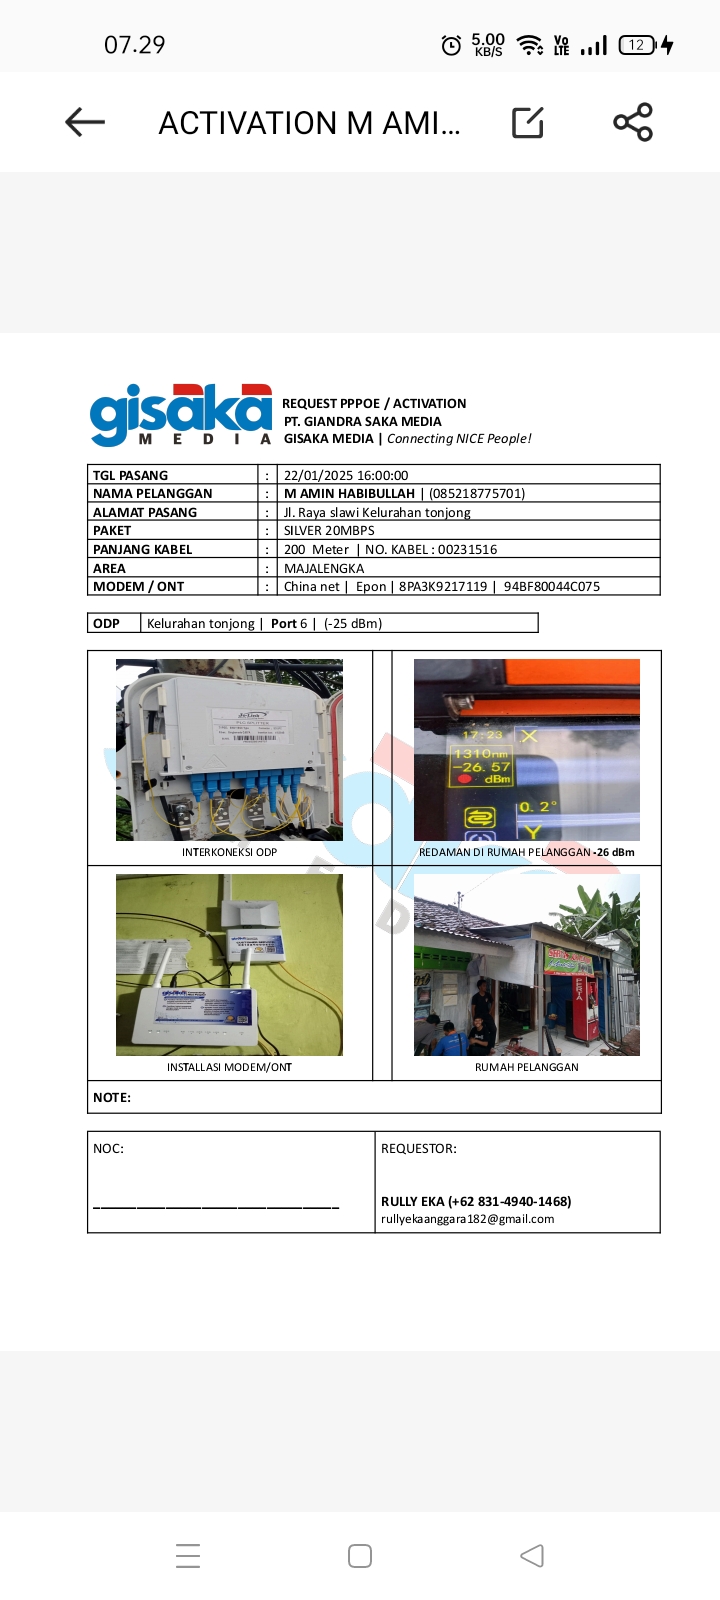 07.29
5.00
KB/S
Vo
LTE
12
ACTIVATION M AMI...
gisaka
MEDIA
REQUEST PPPOE / ACTIVATION
PT. GIANDRA SAKA MEDIA
GISAKA MEDIA | Connecting NICE People!
TGL PASANG : 22/01/2025 16:00:00
NAMA PELANGGAN : M AMIN HABIBULLAH | (085218775701)
ALAMAT PASANG : Jl. Raya slawi Kelurahan tonjong
PAKET : SILVER 20MBPS
PANJANG KABEL : 200 Meter | NO. KABEL : 00231516
AREA : MAJALENGKA
MODEM / ONT : China net | Epon | 8PA3K9217119 | 94BF80044C075
ODP Kelurahan tonjong | Port 6 | (-25 dBm)
17:23 X
1310nm
-26.57
dBm
0.2°
Y
INTERKONEKSI ODP
REDAMAN DI RUMAH PELANGGAN -26 dBm
gisaka
INSTALLASI MODEM/ONT
RUMAH PELANGGAN
NOTE:
NOC:
REQUESTOR:
RULLY EKA (+62 831-4940-1468)
rullyekaanggara182@gmail.com